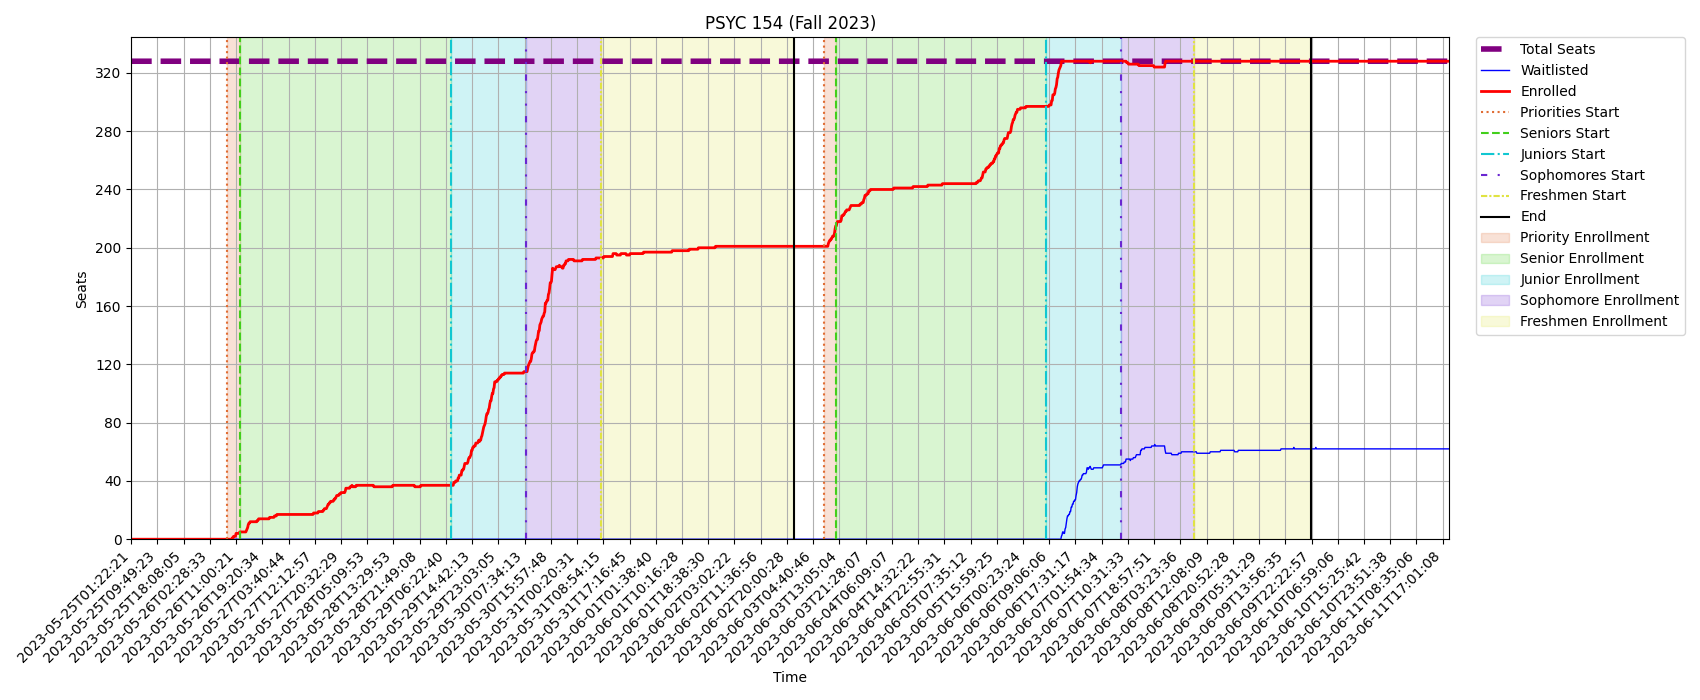 PSYC 154 (Fall 2023)
Seats
320
280
240
200
160
120
80
40
0
2023-05-25T01:22:21
2023-05-25T09:49:23
2023-05-25T18:08:05
2023-05-26T02:28:33
2023-05-26T11:00:21
2023-05-26T19:20:34
2023-05-27T03:40:44
2023-05-27T12:12:57
2023-05-27T20:32:29
2023-05-28T05:09:53
2023-05-28T13:29:53
2023-05-28T21:49:08
2023-05-29T06:22:40
2023-05-29T14:42:13
2023-05-29T23:03:05
2023-05-30T07:34:13
2023-05-30T15:57:48
2023-05-31T00:20:31
2023-05-31T08:54:15
2023-05-31T17:16:45
2023-06-01T01:38:40
2023-06-01T10:16:28
2023-06-01T18:38:30
2023-06-02T03:02:22
2023-06-02T11:36:56
2023-06-02T20:00:28
2023-06-03T04:40:46
2023-06-03T13:05:04
2023-06-03T21:28:07
2023-06-04T06:09:07
2023-06-04T14:32:22
2023-06-04T22:55:31
2023-06-05T07:35:12
2023-06-05T15:59:25
2023-06-06T00:23:24
2023-06-06T09:06:06
2023-06-06T17:31:17
2023-06-07T01:54:34
2023-06-07T10:31:33
2023-06-07T18:57:51
2023-06-08T03:23:36
2023-06-08T12:08:09
2023-06-08T20:52:28
2023-06-09T05:31:29
2023-06-09T13:56:35
2023-06-09T22:22:57
2023-06-10T06:59:06
2023-06-10T15:25:42
2023-06-10T23:51:38
2023-06-11T08:35:06
2023-06-11T17:01:08
Time
Total Seats
Waitlisted
Enrolled
Priorities Start
Seniors Start
Juniors Start
Sophomores Start
Freshmen Start
End
Priority Enrollment
Senior Enrollment
Junior Enrollment
Sophomore Enrollment
Freshmen Enrollment